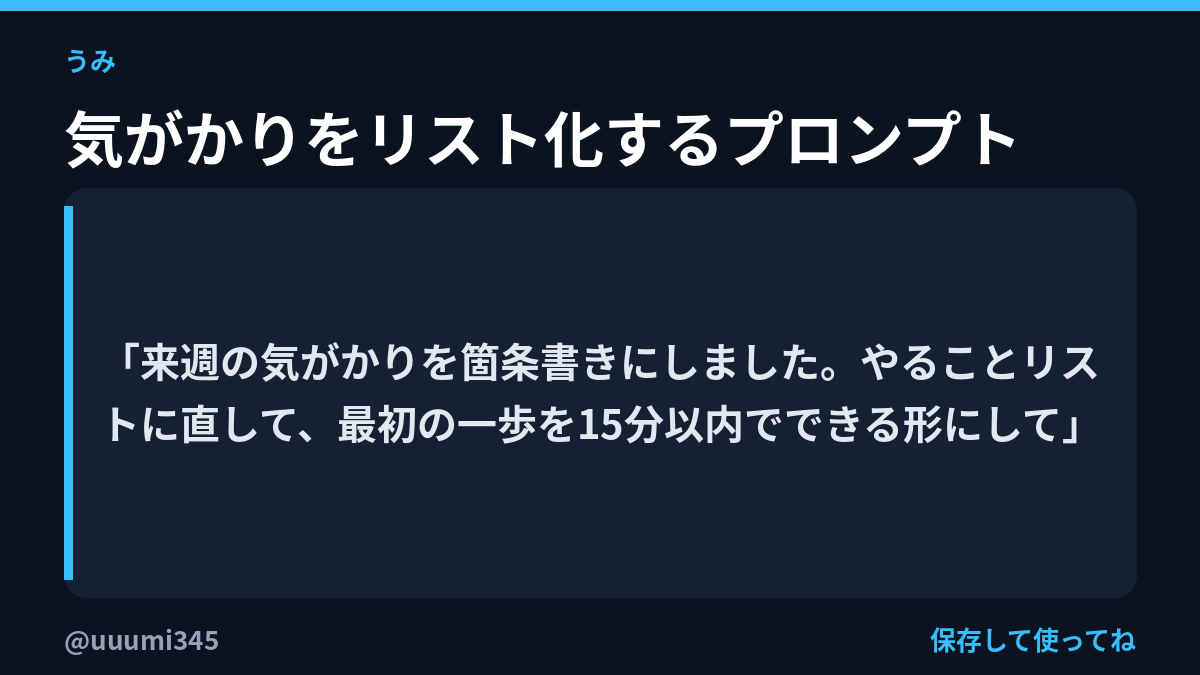 うみ
気がかりをリスト化するプロンプト
「来週の気がかりを箇条書きにしました。やることリス
トに直して、最初の一歩を15分以内でできる形にして」
@uuumi345
保存して使ってね